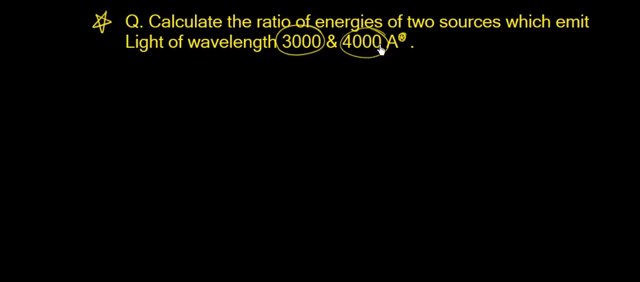 Q. Calculate the ratio of energies of two sources which emit
Light of wavelength 3000 & 4000 A° .